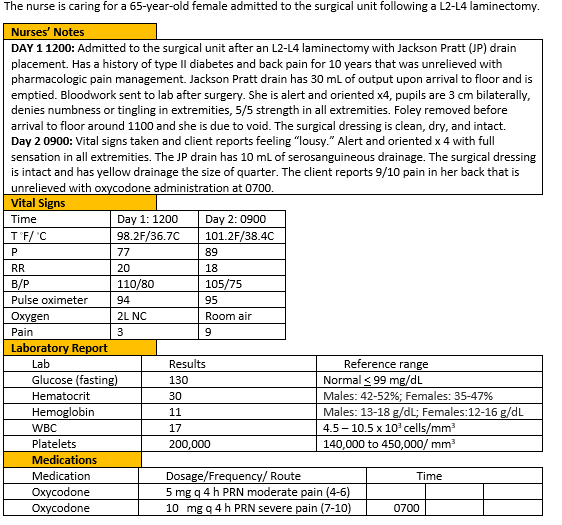 The nurse is caring for a 65-year-old female admitted to the surgical unit following a L2-L4 laminectomy.
Nurses’ Notes
DAY 1 1200: Admitted to the surgical unit after an L2-L4 laminectomy with Jackson Pratt (JP) drain
placement. Has a history of type II diabetes and back pain for 10 years that was unrelieved with
pharmacologic pain management. Jackson Pratt drain has 30 mL of output upon arrival to floor and is
emptied. Bloodwork sent to lab after surgery. She is alert and oriented x4, pupils are 3 cm bilaterally,
denies numbness or tingling in extremities, 5/5 strength in all extremities. Foley removed before
arrival to floor around 1100 and she is due to void. The surgical dressing is clean, dry, and intact.
Day 2 0900: Vital signs taken and client reports feeling “lousy.” Alert and oriented x 4 with full
sensation in all extremities. The JP drain has 10 mL of serosanguineous drainage. The surgical dressing
is intact and has yellow drainage the size of quarter. The client reports 9/10 pain in her back that is
unrelieved with oxycodone administration at 0700.
Vital Signs
Time Day 1: 1200 Day 2: 0900
T °F/ °C 98.2F/36.7C 101.2F/38.4C
P 77 89
RR 20 18
B/P 110/80 105/75
Pulse oximeter 94 95
Oxygen 2L NC Room air
Pain 3 9
Laboratory Report
Lab Results Reference range
Glucose (fasting) 130 Normal ≤ 99 mg/dL
Hematocrit 30 Males: 42-52%; Females: 35-47%
Hemoglobin 11 Males: 13-18 g/dL; Females:12-16 g/dL
WBC 17 4.5 – 10.5 x 10³ cells/mm³
Platelets 200,000 140,000 to 450,000/ mm³
Medications
Medication Dosage/Frequency/ Route Time
Oxycodone 5 mg q 4 h PRN moderate pain (4-6)
Oxycodone 10 mg q 4 h PRN severe pain (7-10) 0700